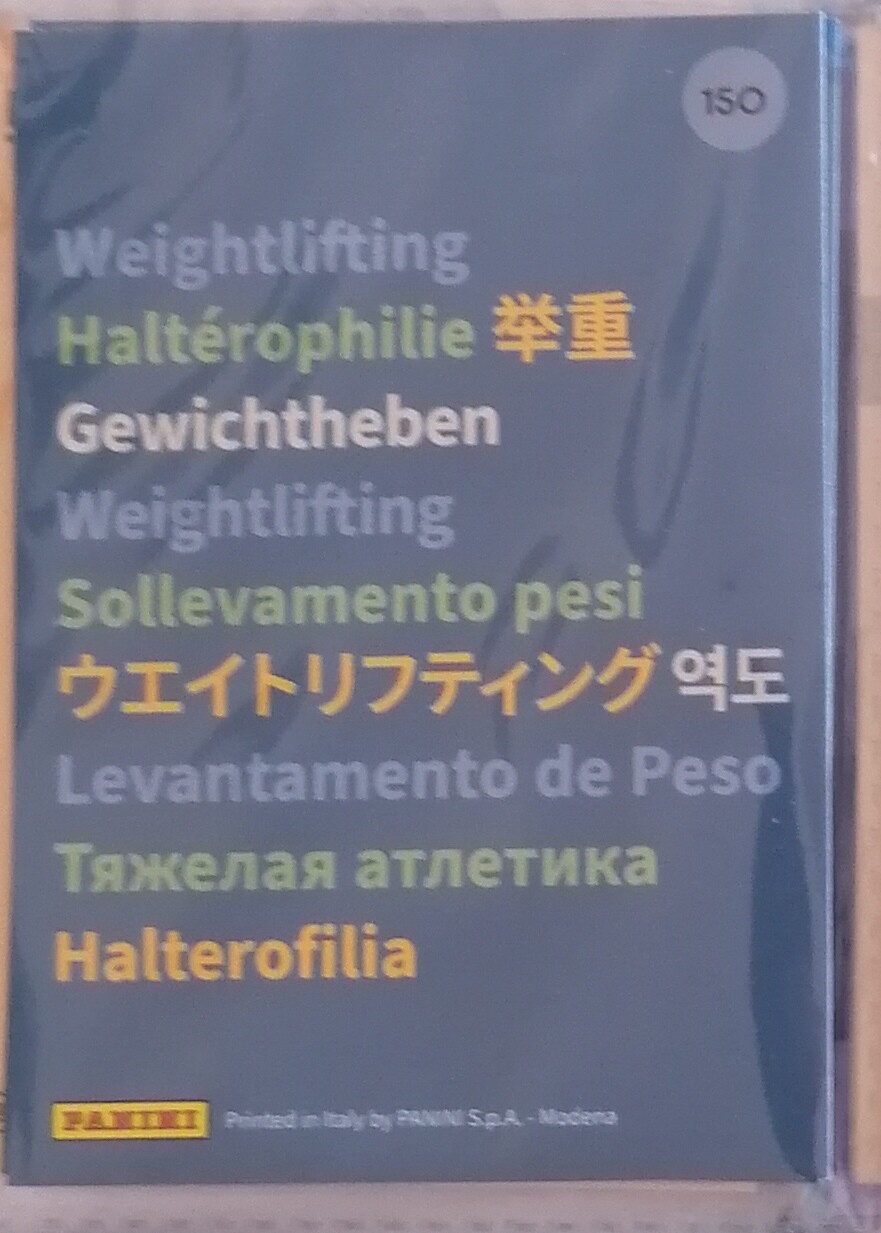 150
Weightlifting
Haltérophilie 举重
Gewichtheben
Weightlifting
Sollevamento pesi
ウエイトリフティング 역도
Levantamento de Peso
Тяжелая атлетика
Halterofilia
PANINI Printed in Italy by PANINI S.p.A. - Modena